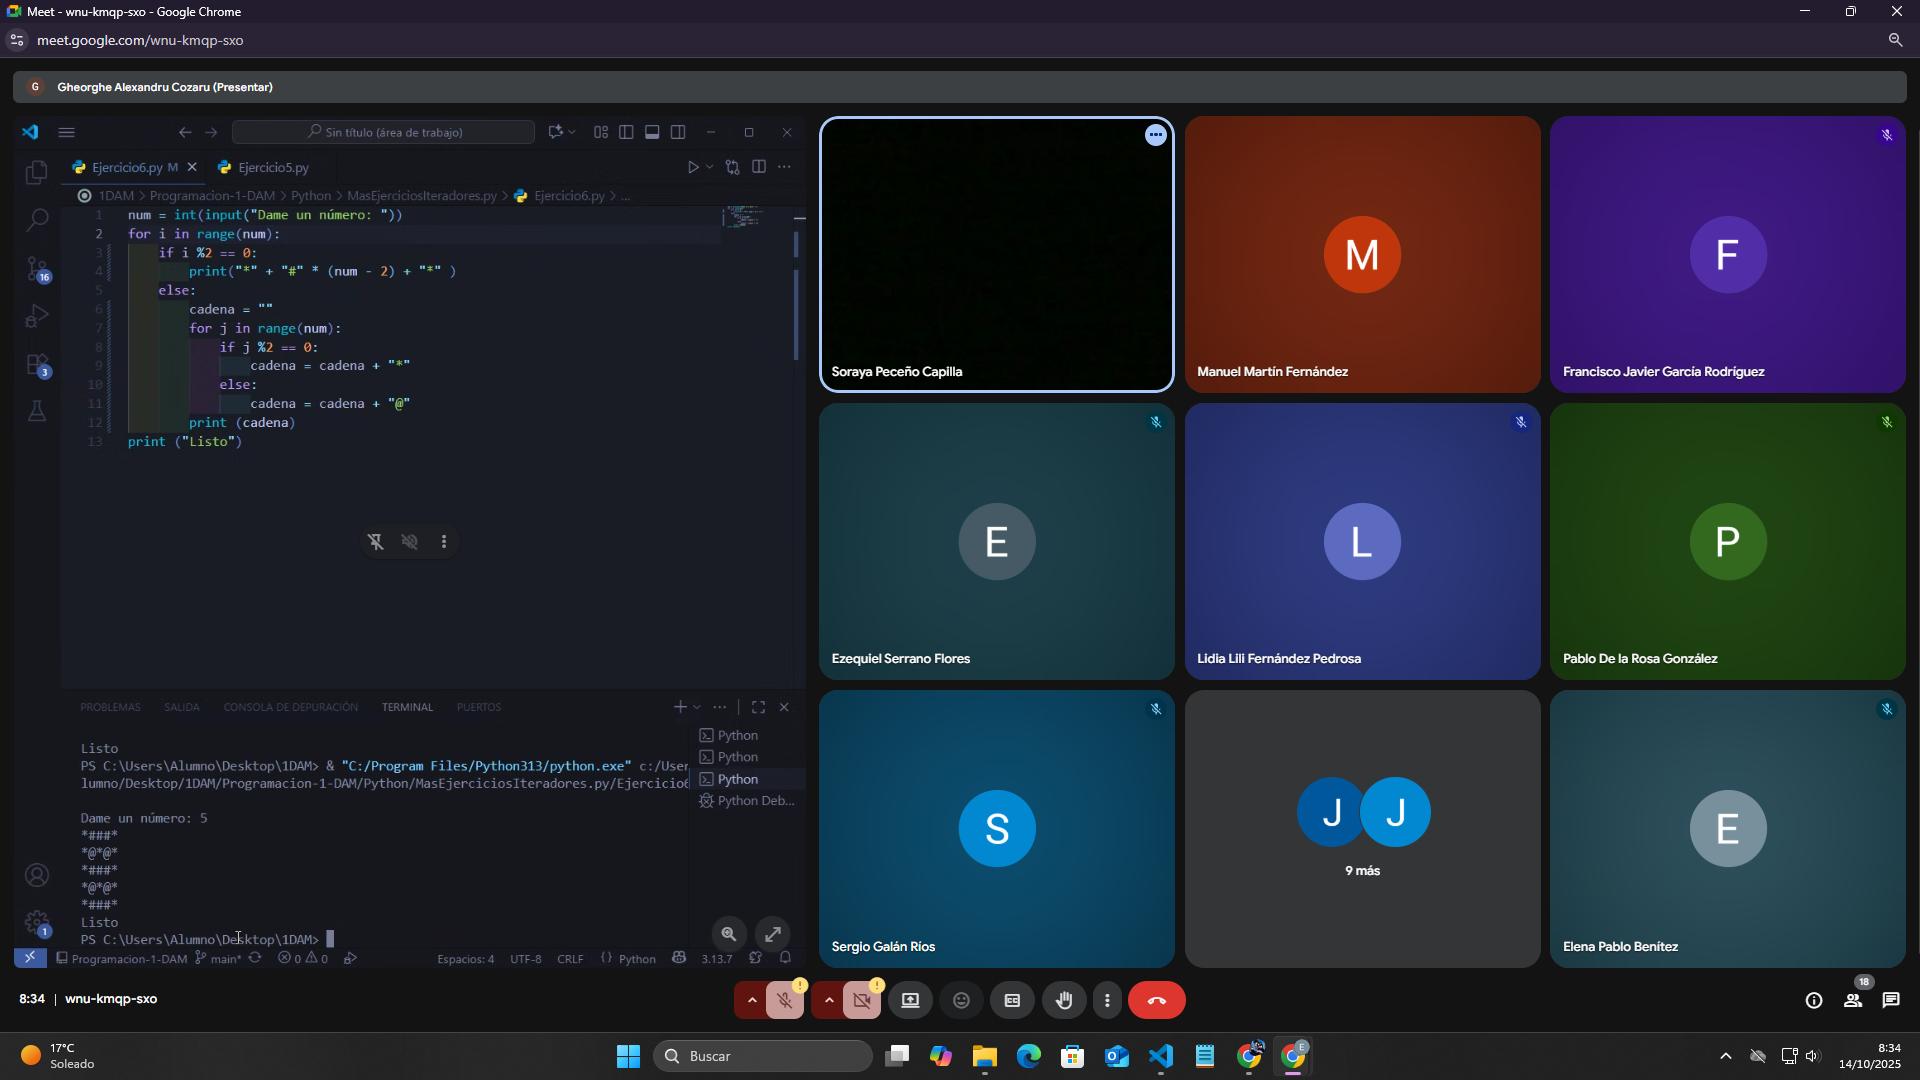 Meet - wnu-kmqp-sxo - Google Chrome
meet.google.com/wnu-kmqp-sxo
G Gheorghe Alexandru Cozaru (Presentar)
Sin título (área de trabajo)
Ejercicio6.py M
Ejercicio5.py
1DAM > Programacion-1-DAM > Python > MasEjerciciosIteradores.py > Ejercicio6.py > ...
1 num = int(input("Dame un número: "))
2 for i in range(num):
3 if i %2 == 0:
4 print("*" + "#" * (num - 2) + "*" )
5 else:
6 cadena = ""
7 for j in range(num):
8 if j %2 == 0:
9 cadena = cadena + "*"
10 else:
11 cadena = cadena + "@"
12 print (cadena)
13 print ("Listo")
16
3
1
PROBLEMAS SALIDA CONSOLA DE DEPURACIÓN TERMINAL PUERTOS
Listo
PS C:\Users\Alumno\Desktop\1DAM> & "C:/Program Files/Python313/python.exe" c:/User
lumno/Desktop/1DAM/Programacion-1-DAM/Python/MasEjerciciosIteradores.py/Ejercicio6
Dame un número: 5
*###*
*@*@*
*###*
*@*@*
*###*
Listo
PS C:\Users\Alumno\Desktop\1DAM>
Python
Python
Python
Python Deb...
Programacion-1-DAM main* 0 0 Espacios: 4 UTF-8 CRLF {} Python 3.13.7
Soraya Peceño Capilla
M
Manuel Martín Fernández
F
Francisco Javier García Rodríguez
E
Ezequiel Serrano Flores
L
Lidia Lili Fernández Pedrosa
P
Pablo De la Rosa González
S
Sergio Galán Ríos
J J
9 más
E
Elena Pablo Benítez
8:34 | wnu-kmqp-sxo
18
17°C
Soleado
Buscar
E
8:34
14/10/2025